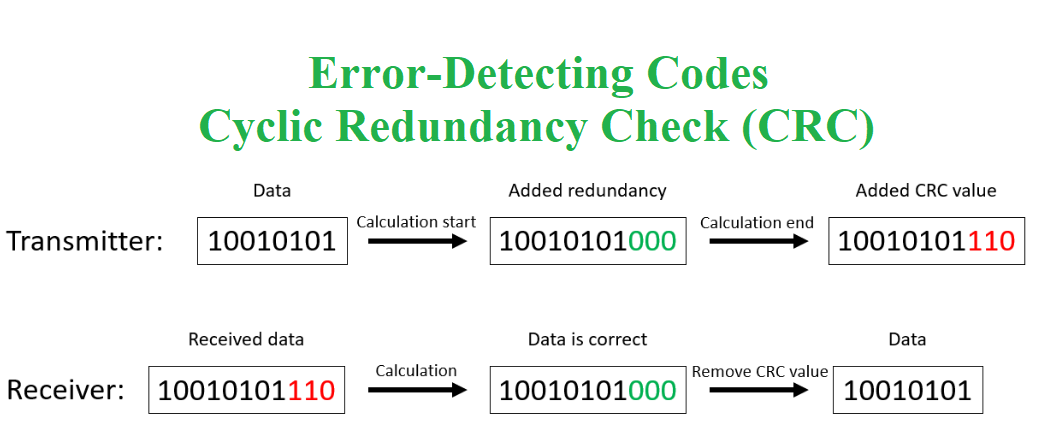 Error-Detecting Codes
Cyclic Redundancy Check (CRC)
Data
Added redundancy
Added CRC value
Transmitter:
10010101
Calculation start
10010101000
Calculation end
10010101110
Received data
Data is correct
Data
Receiver:
10010101110
Calculation
10010101000
Remove CRC value
10010101